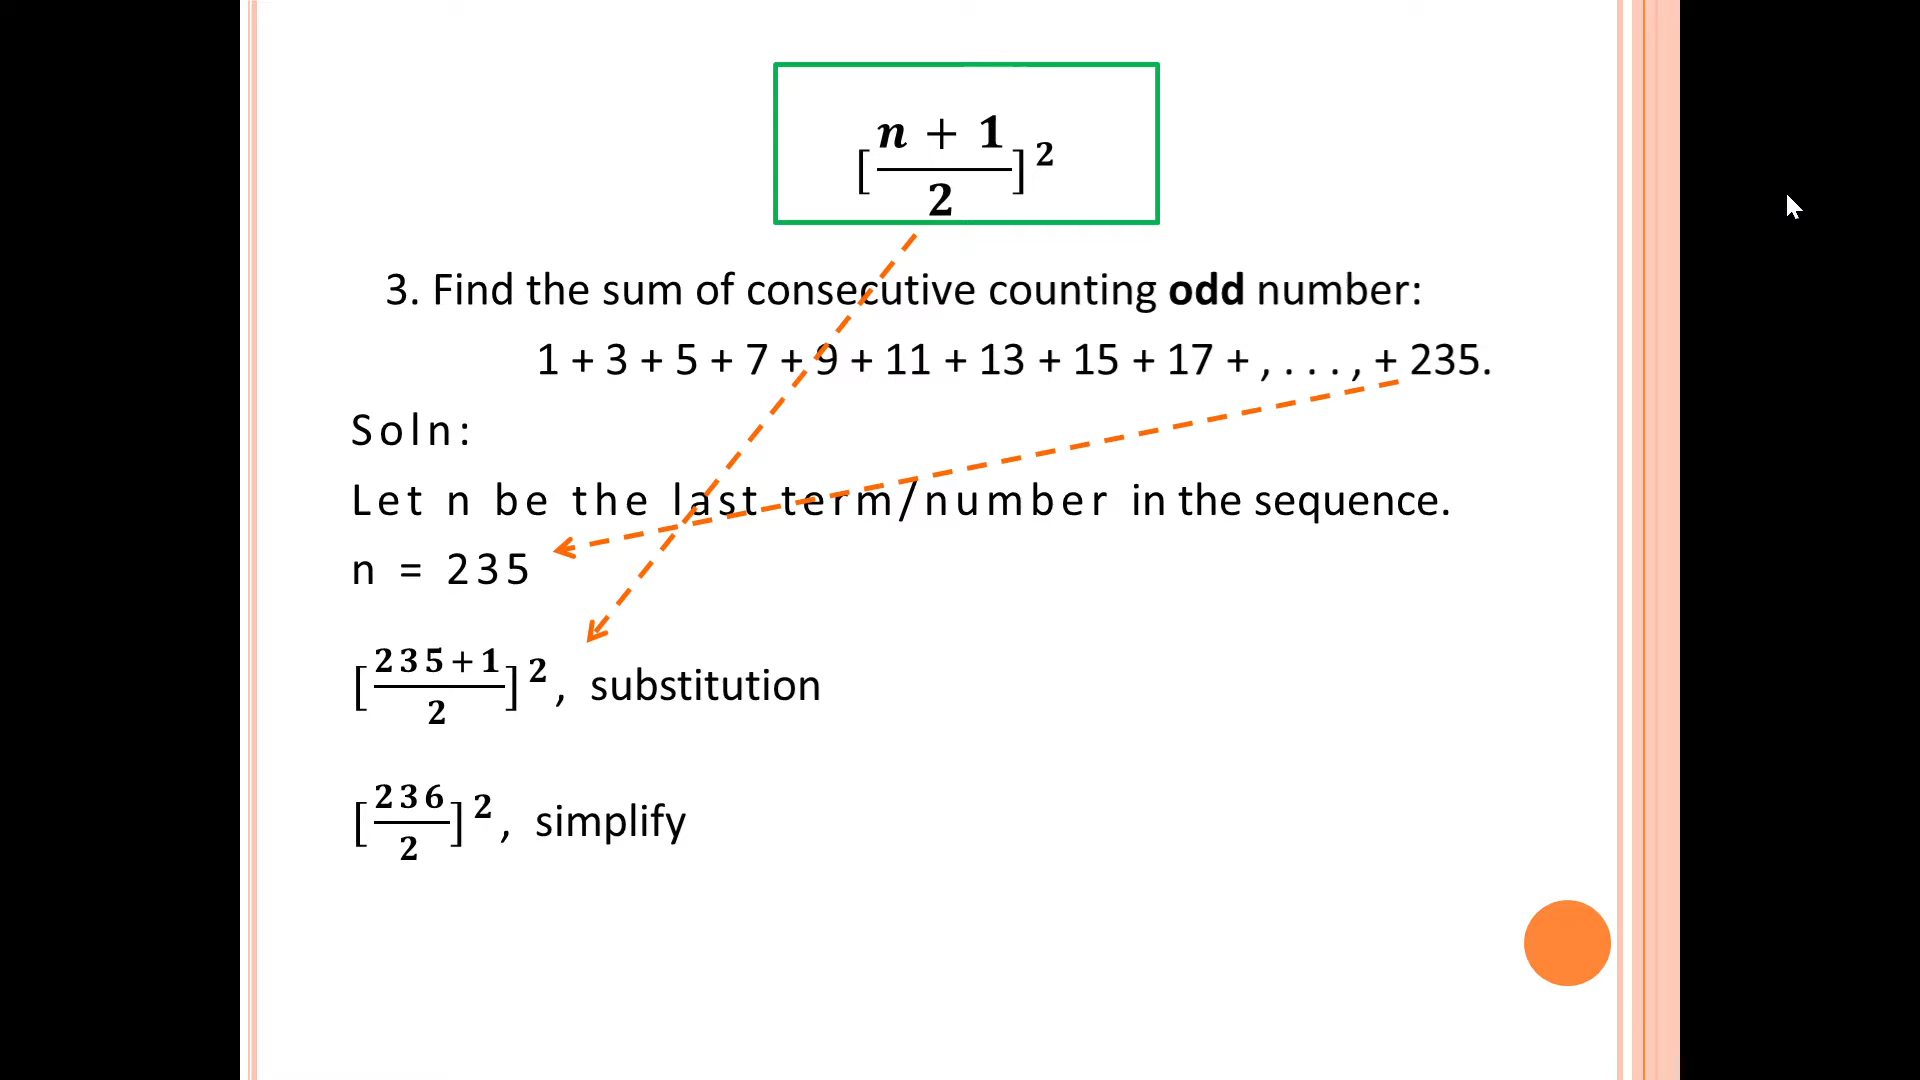 [n + 1 / 2]²
3. Find the sum of consecutive counting odd number:
1 + 3 + 5 + 7 + 9 + 11 + 13 + 15 + 17 + , . . . , + 235.
Soln:
Let n be the last term/number in the sequence.
n = 235
[235+1 / 2]², substitution
[236 / 2]², simplify